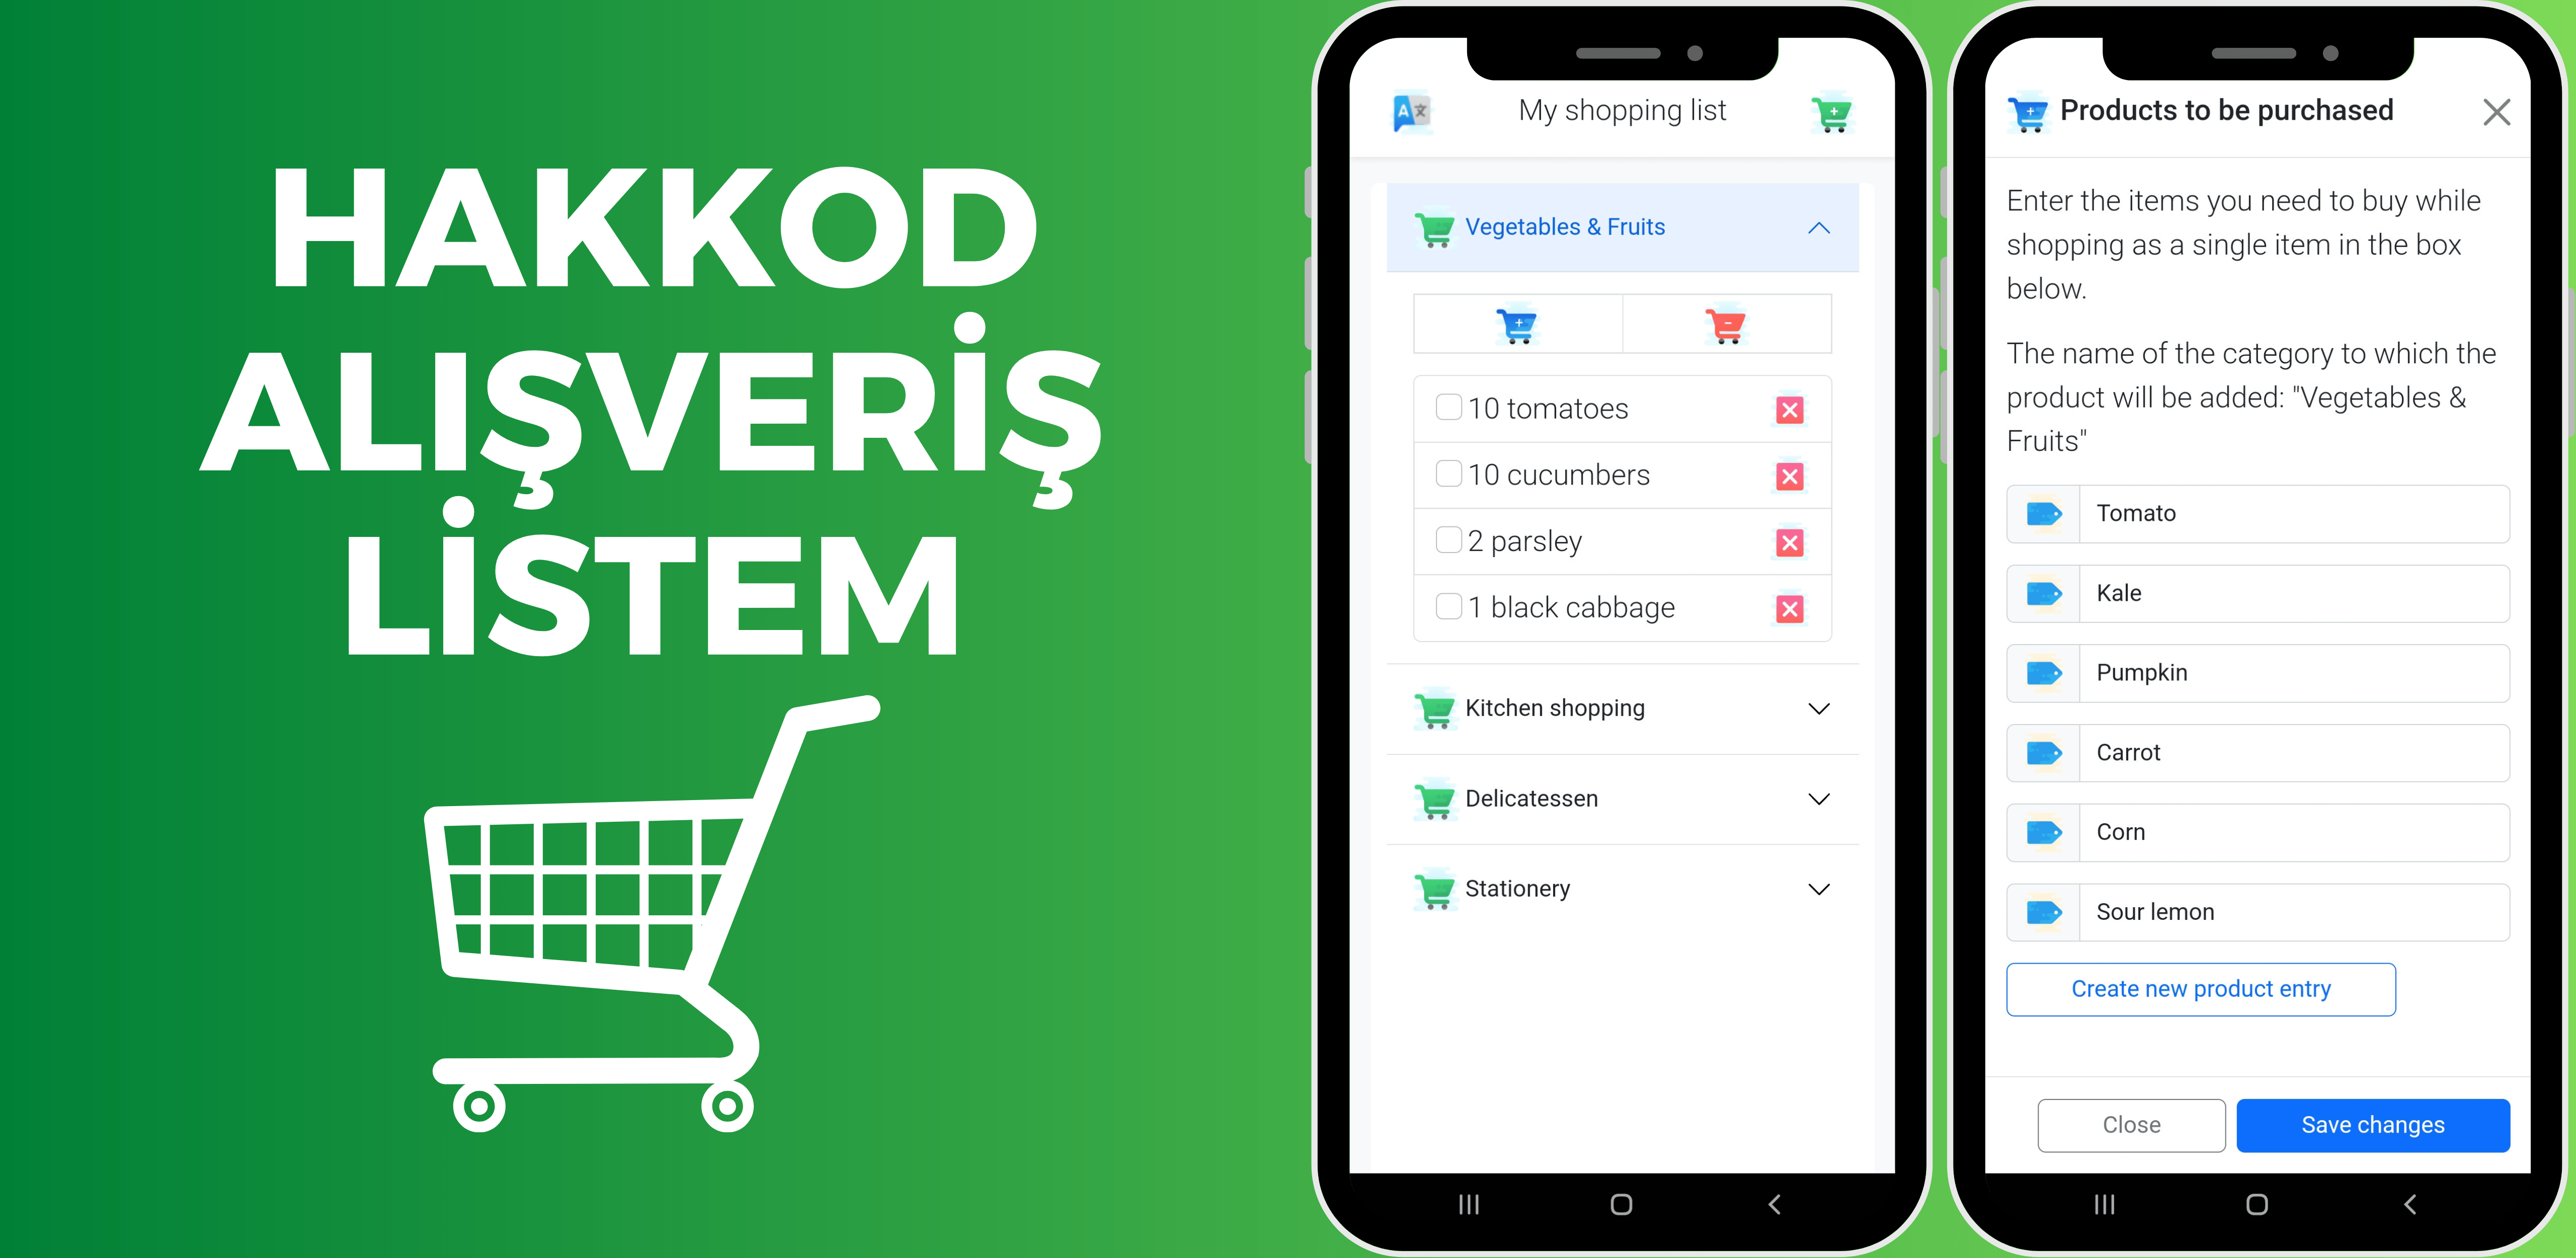 HAKKOD
ALIŞVERİŞ
LİSTEM
My shopping list
Vegetables & Fruits
10 tomatoes
10 cucumbers
2 parsley
1 black cabbage
Kitchen shopping
Delicatessen
Stationery
Products to be purchased
Enter the items you need to buy while
shopping as a single item in the box
below.
The name of the category to which the
product will be added: "Vegetables &
Fruits"
Tomato
Kale
Pumpkin
Carrot
Corn
Sour lemon
Create new product entry
Close
Save changes